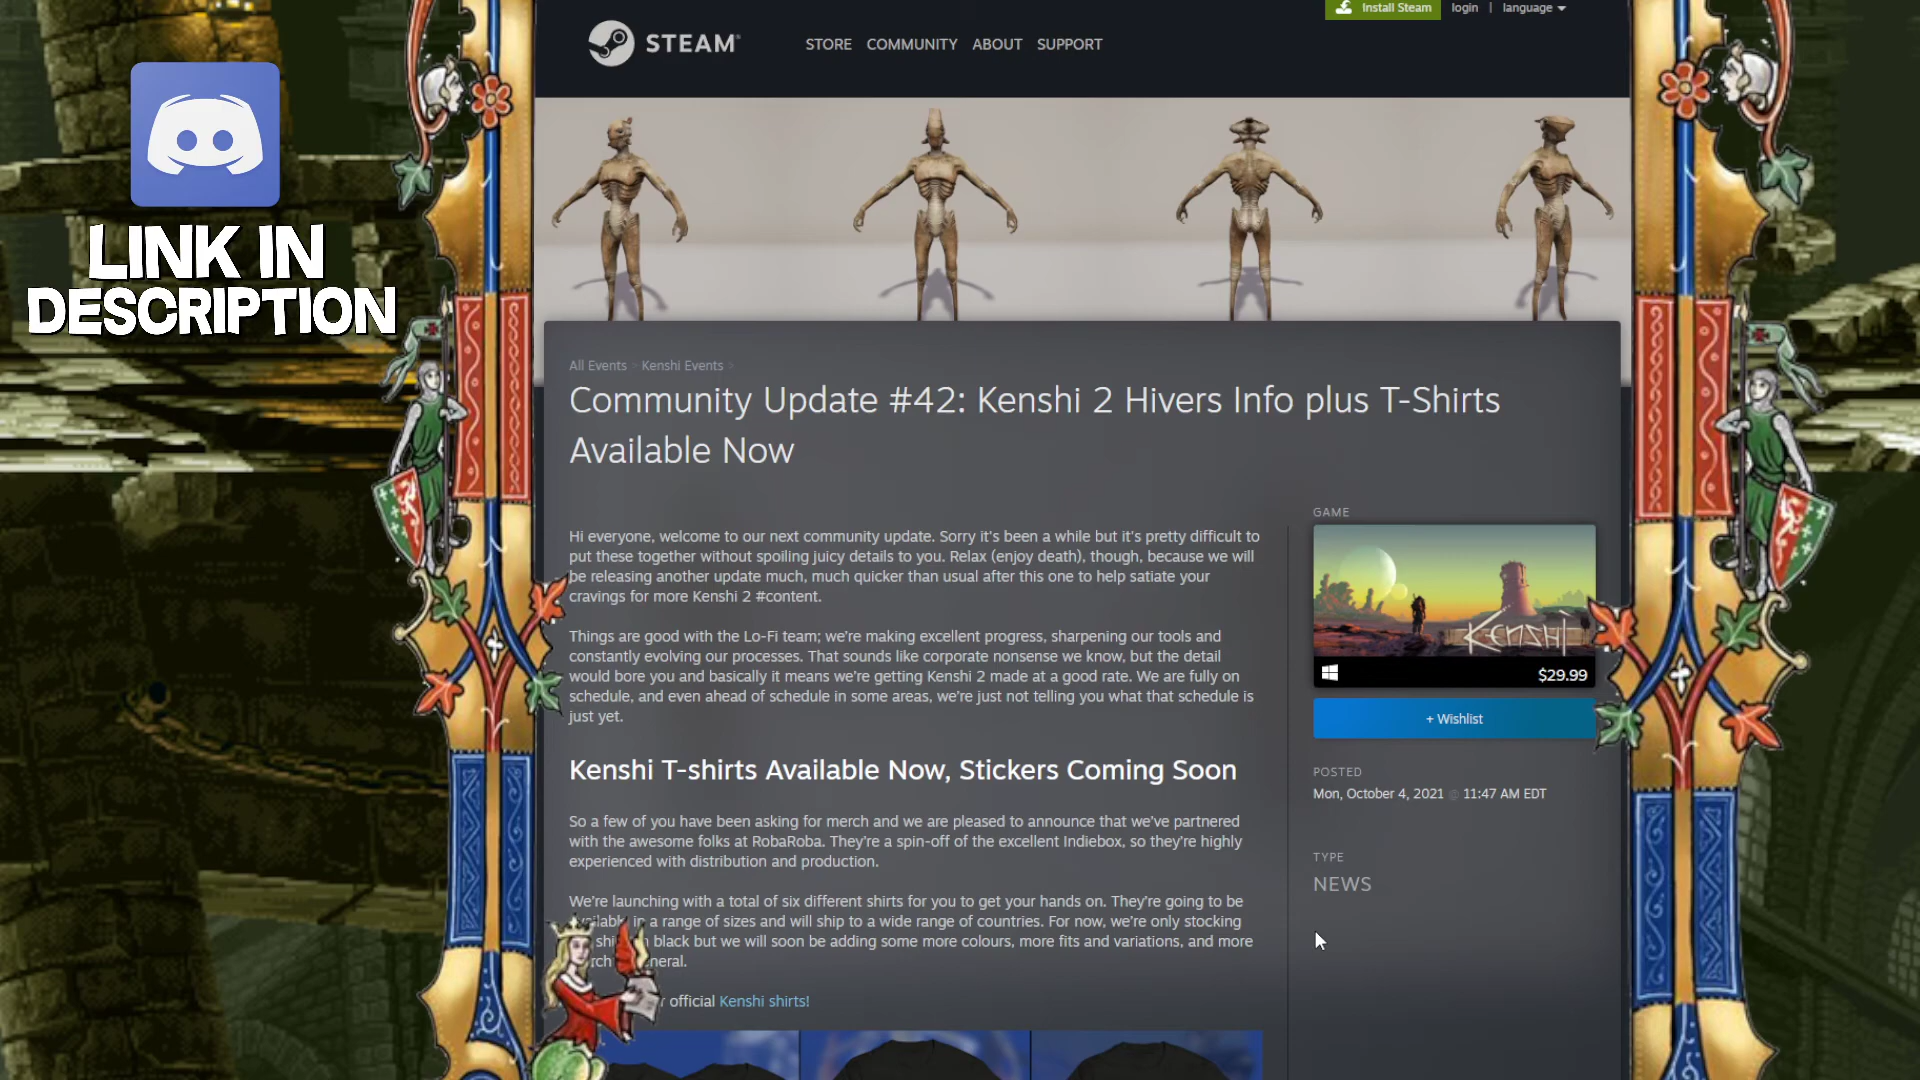 Install Steam login | language
STEAM
STORE COMMUNITY ABOUT SUPPORT
LINK IN
DESCRIPTION
All Events > Kenshi Events >
Community Update #42: Kenshi 2 Hivers Info plus T-Shirts
Available Now
Hi everyone, welcome to our next community update. Sorry it's been a while but it's pretty difficult to
put these together without spoiling juicy details to you. Relax (enjoy death), though, because we will
be releasing another update much, much quicker than usual after this one to help satiate your
cravings for more Kenshi 2 #content.
Things are good with the Lo-Fi team; we're making excellent progress, sharpening our tools and
constantly evolving our processes. That sounds like corporate nonsense we know, but the detail
would bore you and basically it means we're getting Kenshi 2 made at a good rate. We are fully on
schedule, and even ahead of schedule in some areas, we're just not telling you what that schedule is
just yet.
Kenshi T-shirts Available Now, Stickers Coming Soon
So a few of you have been asking for merch and we are pleased to announce that we've partnered
with the awesome folks at RobaRoba. They're a spin-off of the excellent Indiebox, so they're highly
experienced with distribution and production.
We're launching with a total of six different shirts for you to get your hands on. They're going to be
in a range of sizes and will ship to a wide range of countries. For now, we're only stocking
black but we will soon be adding some more colours, more fits and variations, and more
official Kenshi shirts!
GAME
KENSHI
$29.99
+ Wishlist
POSTED
Mon, October 4, 2021 @ 11:47 AM EDT
TYPE
NEWS